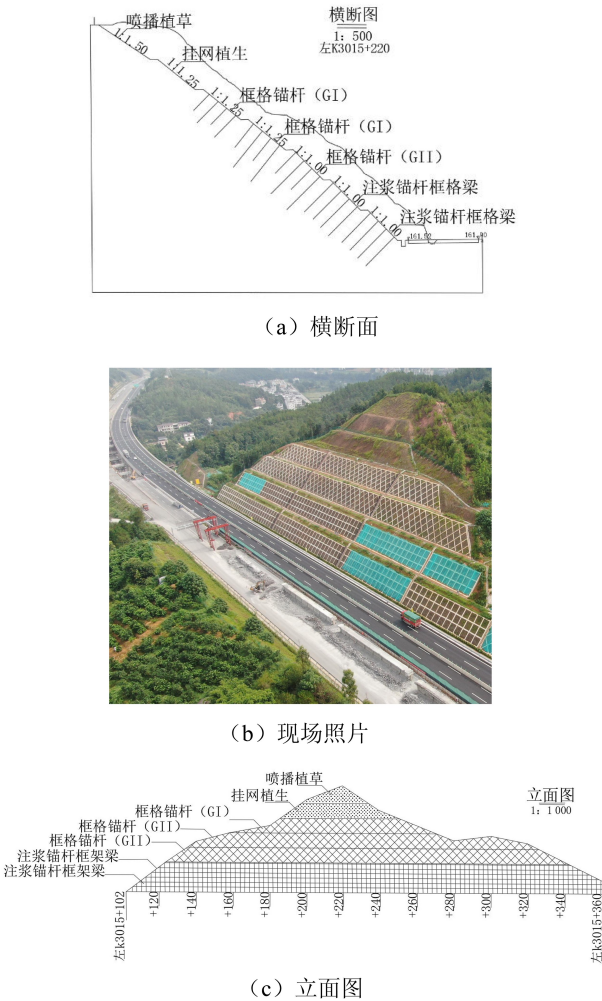 横断图
1: 500
左K3015+220
喷播植草
1:1.50
挂网植生
1:1.25
框格锚杆（GI）
1:1.25
框格锚杆（GI）
1:1.25
框格锚杆（GII）
1:1.00
注浆锚杆框格梁
1:1.00
注浆锚杆框格梁
1:1.00
（a）横断面
（b）现场照片
立面图
1: 1 000
喷播植草
挂网植生
框格锚杆（GI）
框格锚杆（GII）
框格锚杆（GII）
注浆锚杆框架梁
注浆锚杆框架梁
左k3015+102
+120
+140
+160
+180
+200
+220
+240
+260
+280
+300
+320
+340
左k3015+360
（c）立面图